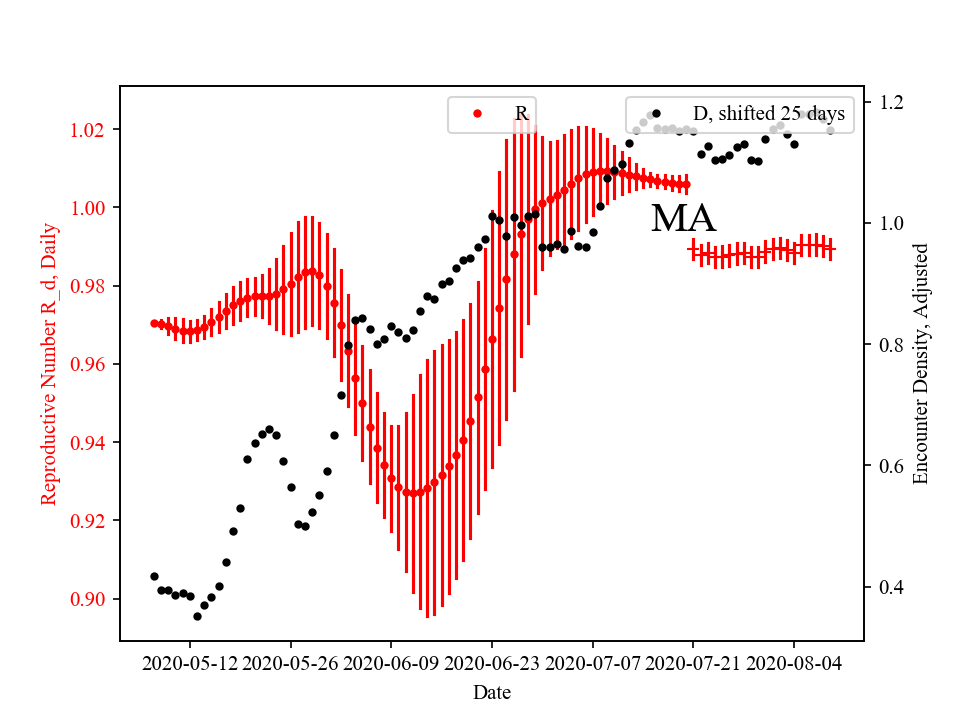 R
D, shifted 25 days
MA
1.02
1.00
0.98
0.96
0.94
0.92
0.90
Reproductive Number R_d, Daily
1.2
1.0
0.8
0.6
0.4
Encounter Density, Adjusted
2020-05-12 2020-05-26 2020-06-09 2020-06-23 2020-07-07 2020-07-21 2020-08-04
Date